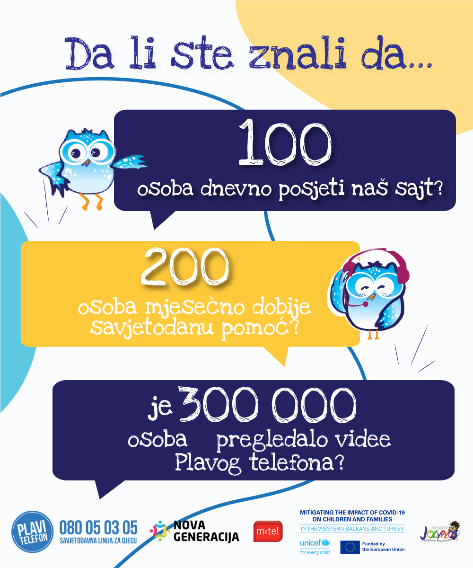 Da li ste znali da...
100
osoba dnevno posjeti naš sajt?
200
osoba mjesečno dobije
savjetodanu pomoć?
je 300 000
osoba pregledalo videe
Plavog telefona?
PLAVI
TELEFON
080 05 03 05
SAVJETODAVNA LINIJA ZA DJECU
NOVA
GENERACIJA
m:tel
MITIGATING THE IMPACT OF COVID-19
ON CHILDREN AND FAMILIES
IN THE WESTERN BALKANS AND TURKEY
unicef
for every child
Funded by
the European Union